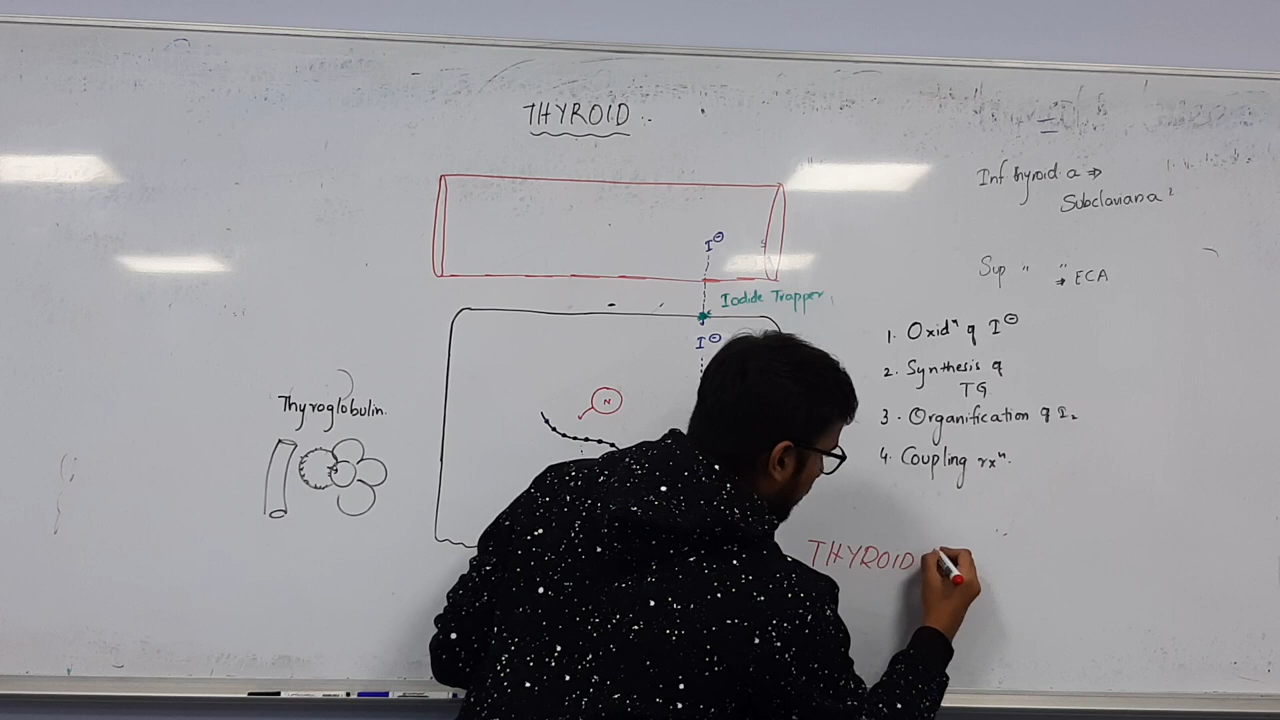 THYROID
Inf. thyroid. a ⇒
Subclavian a
Sup " " ⇒ ECA
I⊖
Iodide Trapper
I⊖
1. Oxidⁿ of I⊖
2. Synthesis of
TG
3. Organification of I₂
4. Coupling rxⁿ.
N
Thyroglobulin.
THYROID